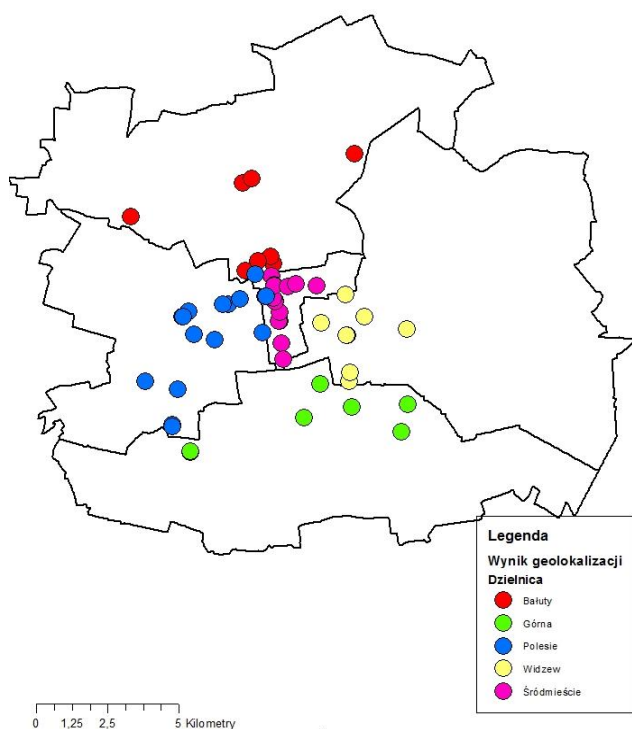 Legenda
Wynik geolokalizacji
Dzielnica
Bałuty
Górna
Polesie
Widzew
Śródmieście
0 1,25 2,5 5 Kilometry